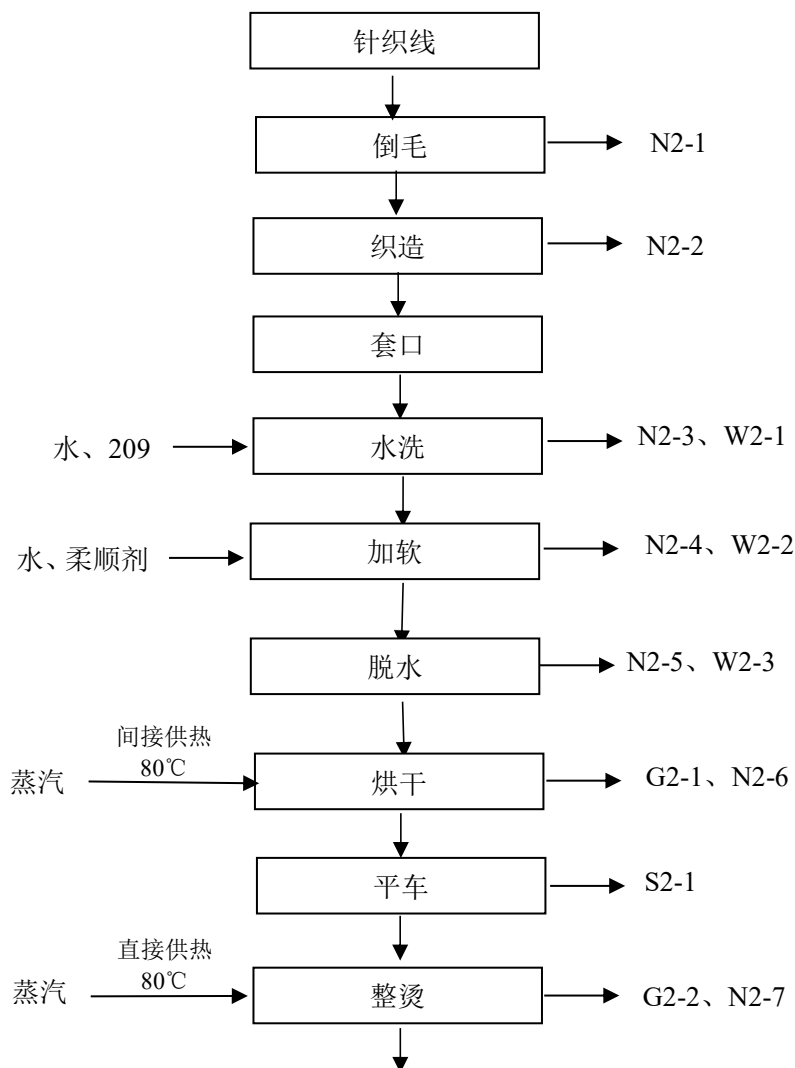 针织线
倒毛
N2-1
织造
N2-2
套口
水、209
水洗
N2-3、W2-1
水、柔顺剂
加软
N2-4、W2-2
脱水
N2-5、W2-3
间接供热
80℃
蒸汽
烘干
G2-1、N2-6
平车
S2-1
直接供热
80℃
蒸汽
整烫
G2-2、N2-7